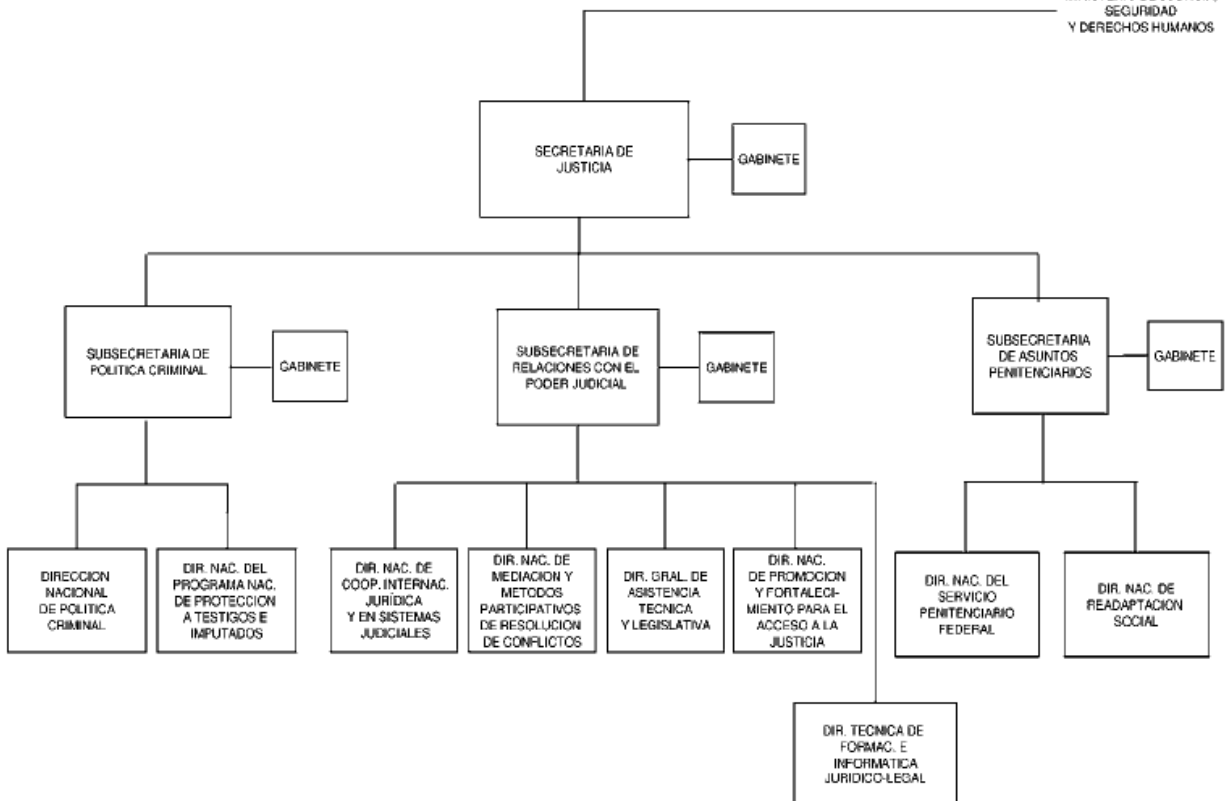 SEGURIDAD
Y DERECHOS HUMANOS
SECRETARIA DE
JUSTICIA
GABINETE
SUBSECRETARIA DE
POLITICA CRIMINAL
GABINETE
SUBSECRETARIA DE
RELACIONES CON EL
PODER JUDICIAL
GABINETE
SUBSECRETARIA
DE ASUNTOS
PENITENCIARIOS
GABINETE
DIRECCION
NACIONAL
DE POLITICA
CRIMINAL
DIR. NAC. DEL
PROGRAMA NAC.
DE PROTECCION
A TESTIGOS E
IMPUTADOS
DIR. NAC. DE
COOP. INTERNAC.
JURÍDICA
Y EN SISTEMAS
JUDICIALES
DIR. NAC. DE
MEDIACION Y
METODOS
PARTICIPATIVOS
DE RESOLUCION
DE CONFLICTOS
DIR. GRAL. DE
ASISTENCIA
TECNICA
Y LEGISLATIVA
DIR. NAC.
DE PROMOCION
Y FORTALECI-
MIENTO PARA EL
ACCESO A LA
JUSTICIA
DIR. NAC. DEL
SERVICIO
PENITENCIARIO
FEDERAL
DIR. NAC. DE
READAPTACION
SOCIAL
DIR. TECNICA DE
FORMAC. E
INFORMATICA
JURIDICO-LEGAL